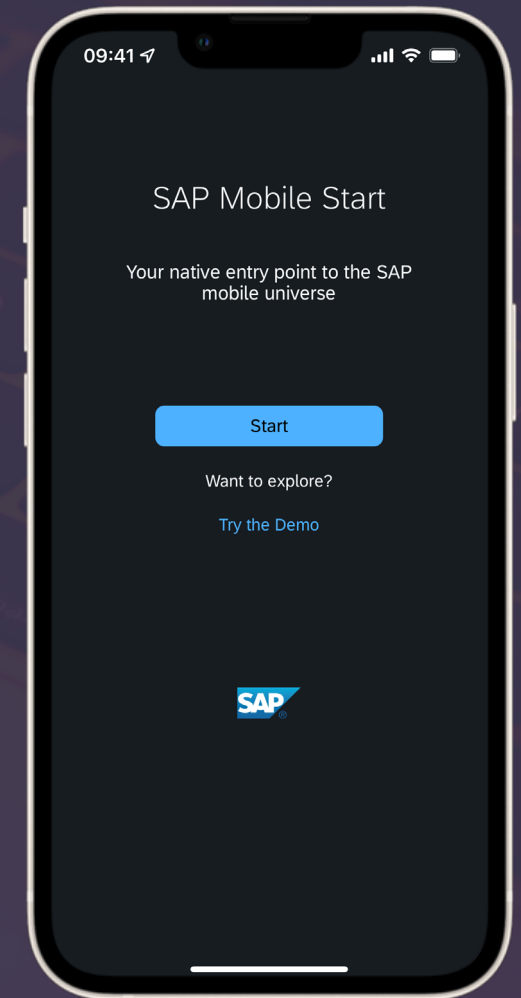 09:41
SAP Mobile Start
Your native entry point to the SAP
mobile universe
Start
Want to explore?
Try the Demo
SAP®